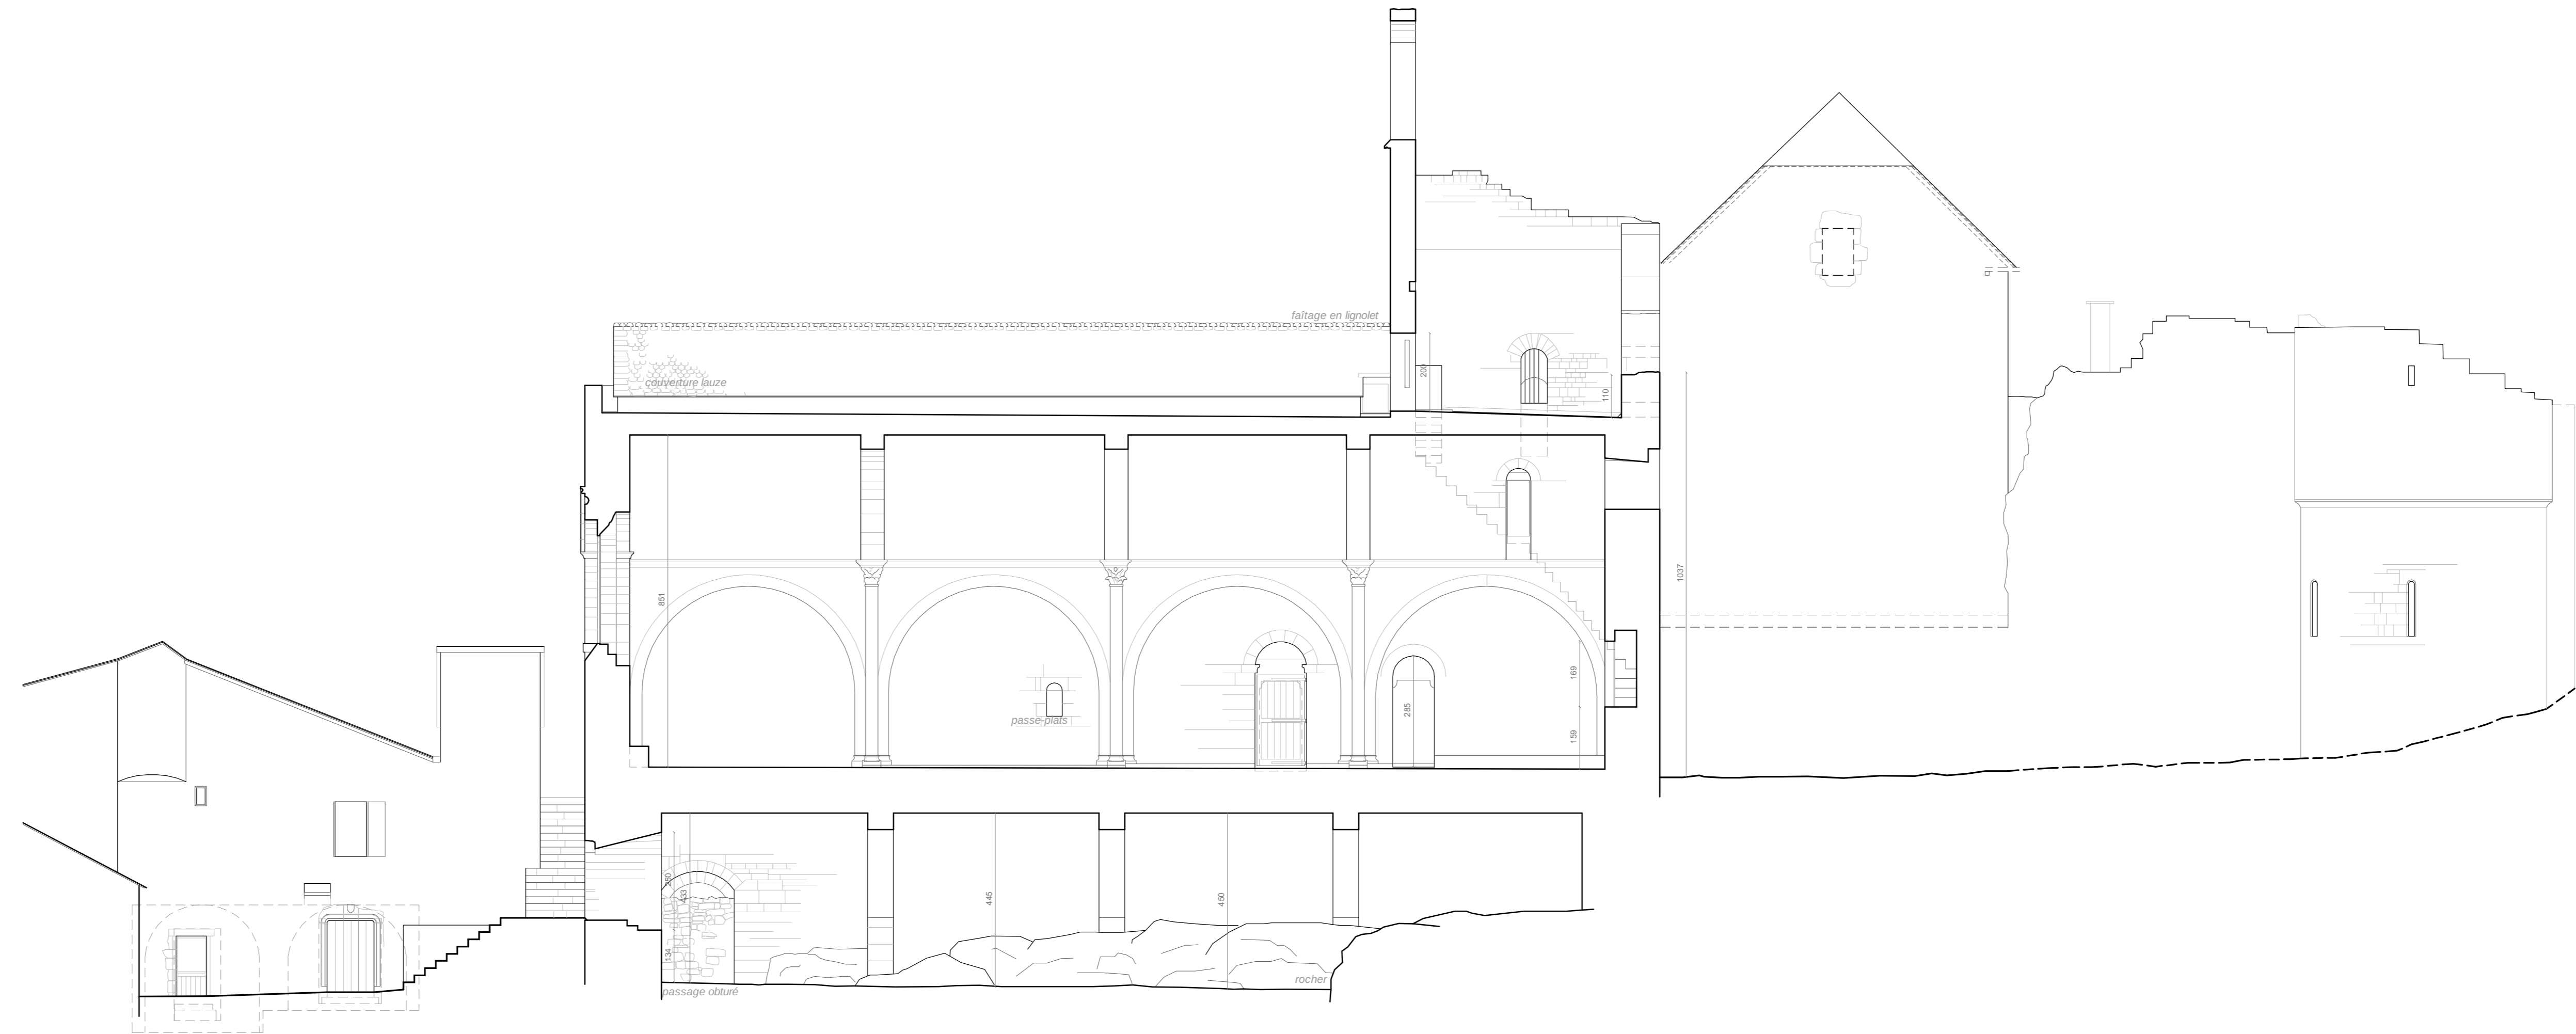 faîtage en lignolet
couverture lauze
200
110
851
1037
169
285
159
passe-plats
250
433
445
450
134
rocher
passage obturé